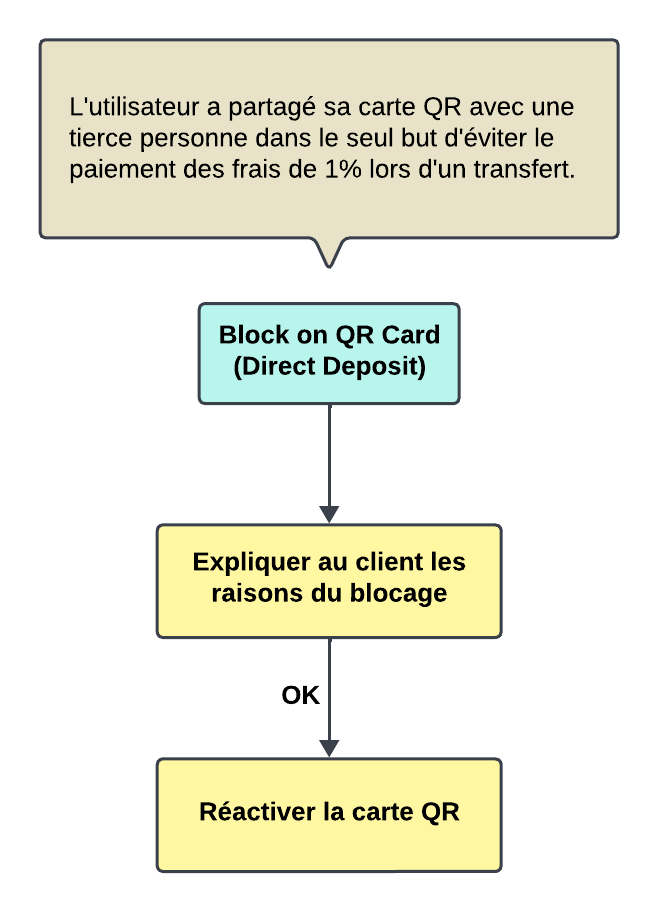 L'utilisateur a partagé sa carte QR avec une
tierce personne dans le seul but d'éviter le
paiement des frais de 1% lors d'un transfert.
Block on QR Card
(Direct Deposit)
Expliquer au client les
raisons du blocage
OK
Réactiver la carte QR